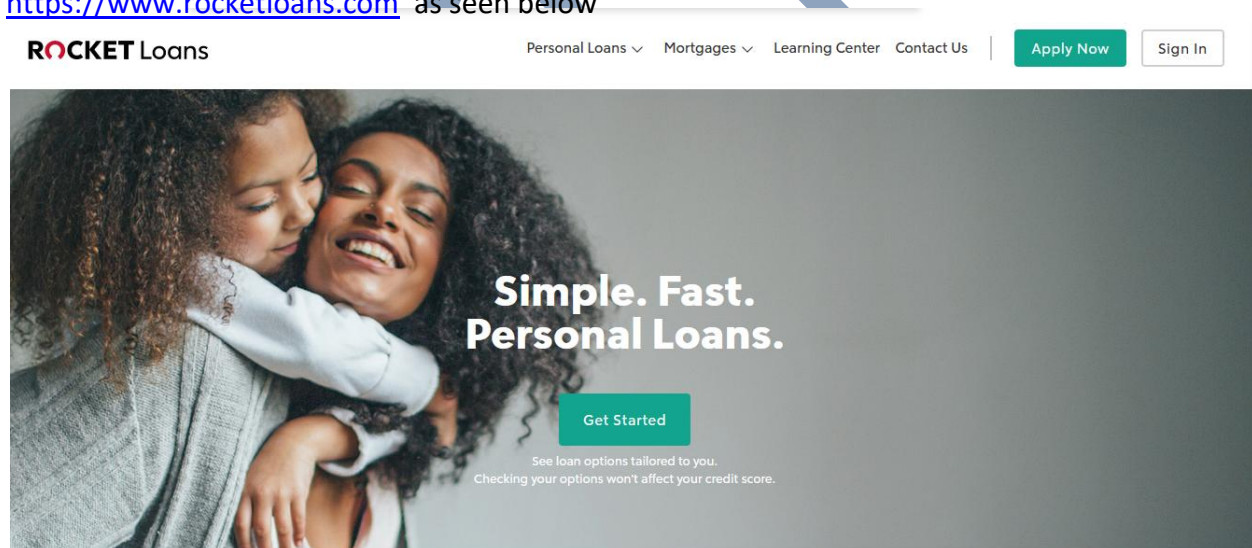 https://www.rocketloans.com as seen below
ROCKET Loans
Personal Loans Mortgages Learning Center Contact Us Apply Now Sign In
Simple. Fast.
Personal Loans.
Get Started
See loan options tailored to you.
Checking your options won't affect your credit score.